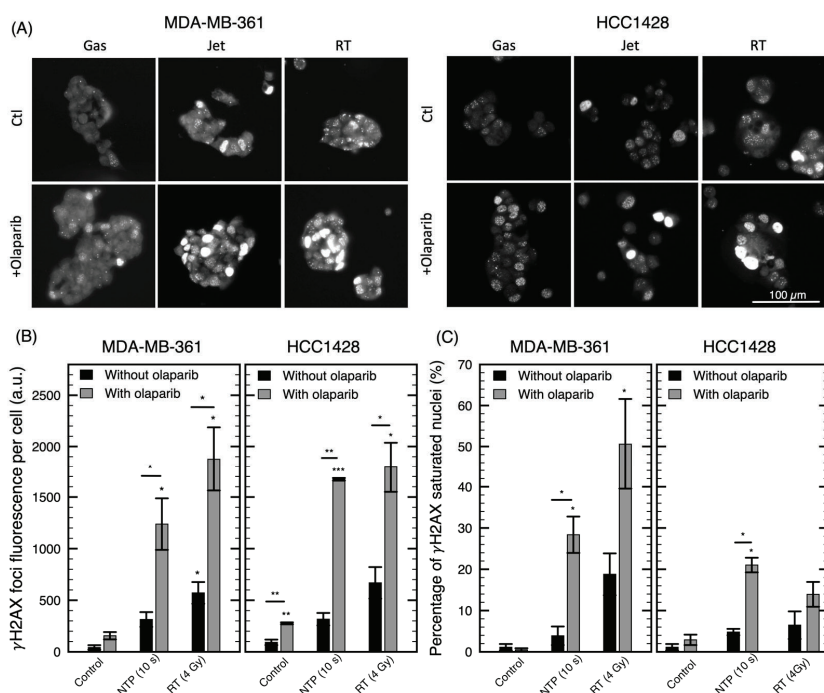 (A)
MDA-MB-361
HCC1428
Gas Jet RT
Gas Jet RT
Ctl
Ctl
+Olaparib
+Olaparib
100 µm
(B)
MDA-MB-361
HCC1428
γH2AX foci fluorescence per cell (a.u.)
2500
2000
1500
1000
500
0
Without olaparib
With olaparib
Without olaparib
With olaparib
*
*
*
*
*
**
**
**
***
*
*
Control
NTP (10 s)
RT (4 Gy)
Control
NTP (10 s)
RT (4 Gy)
(C)
MDA-MB-361
HCC1428
Percentage of γH2AX saturated nuclei (%)
70
60
50
40
30
20
10
0
Without olaparib
With olaparib
Without olaparib
With olaparib
*
*
*
*
*
Control
NTP (10 s)
RT (4 Gy)
Control
NTP (10 s)
RT (4Gy)